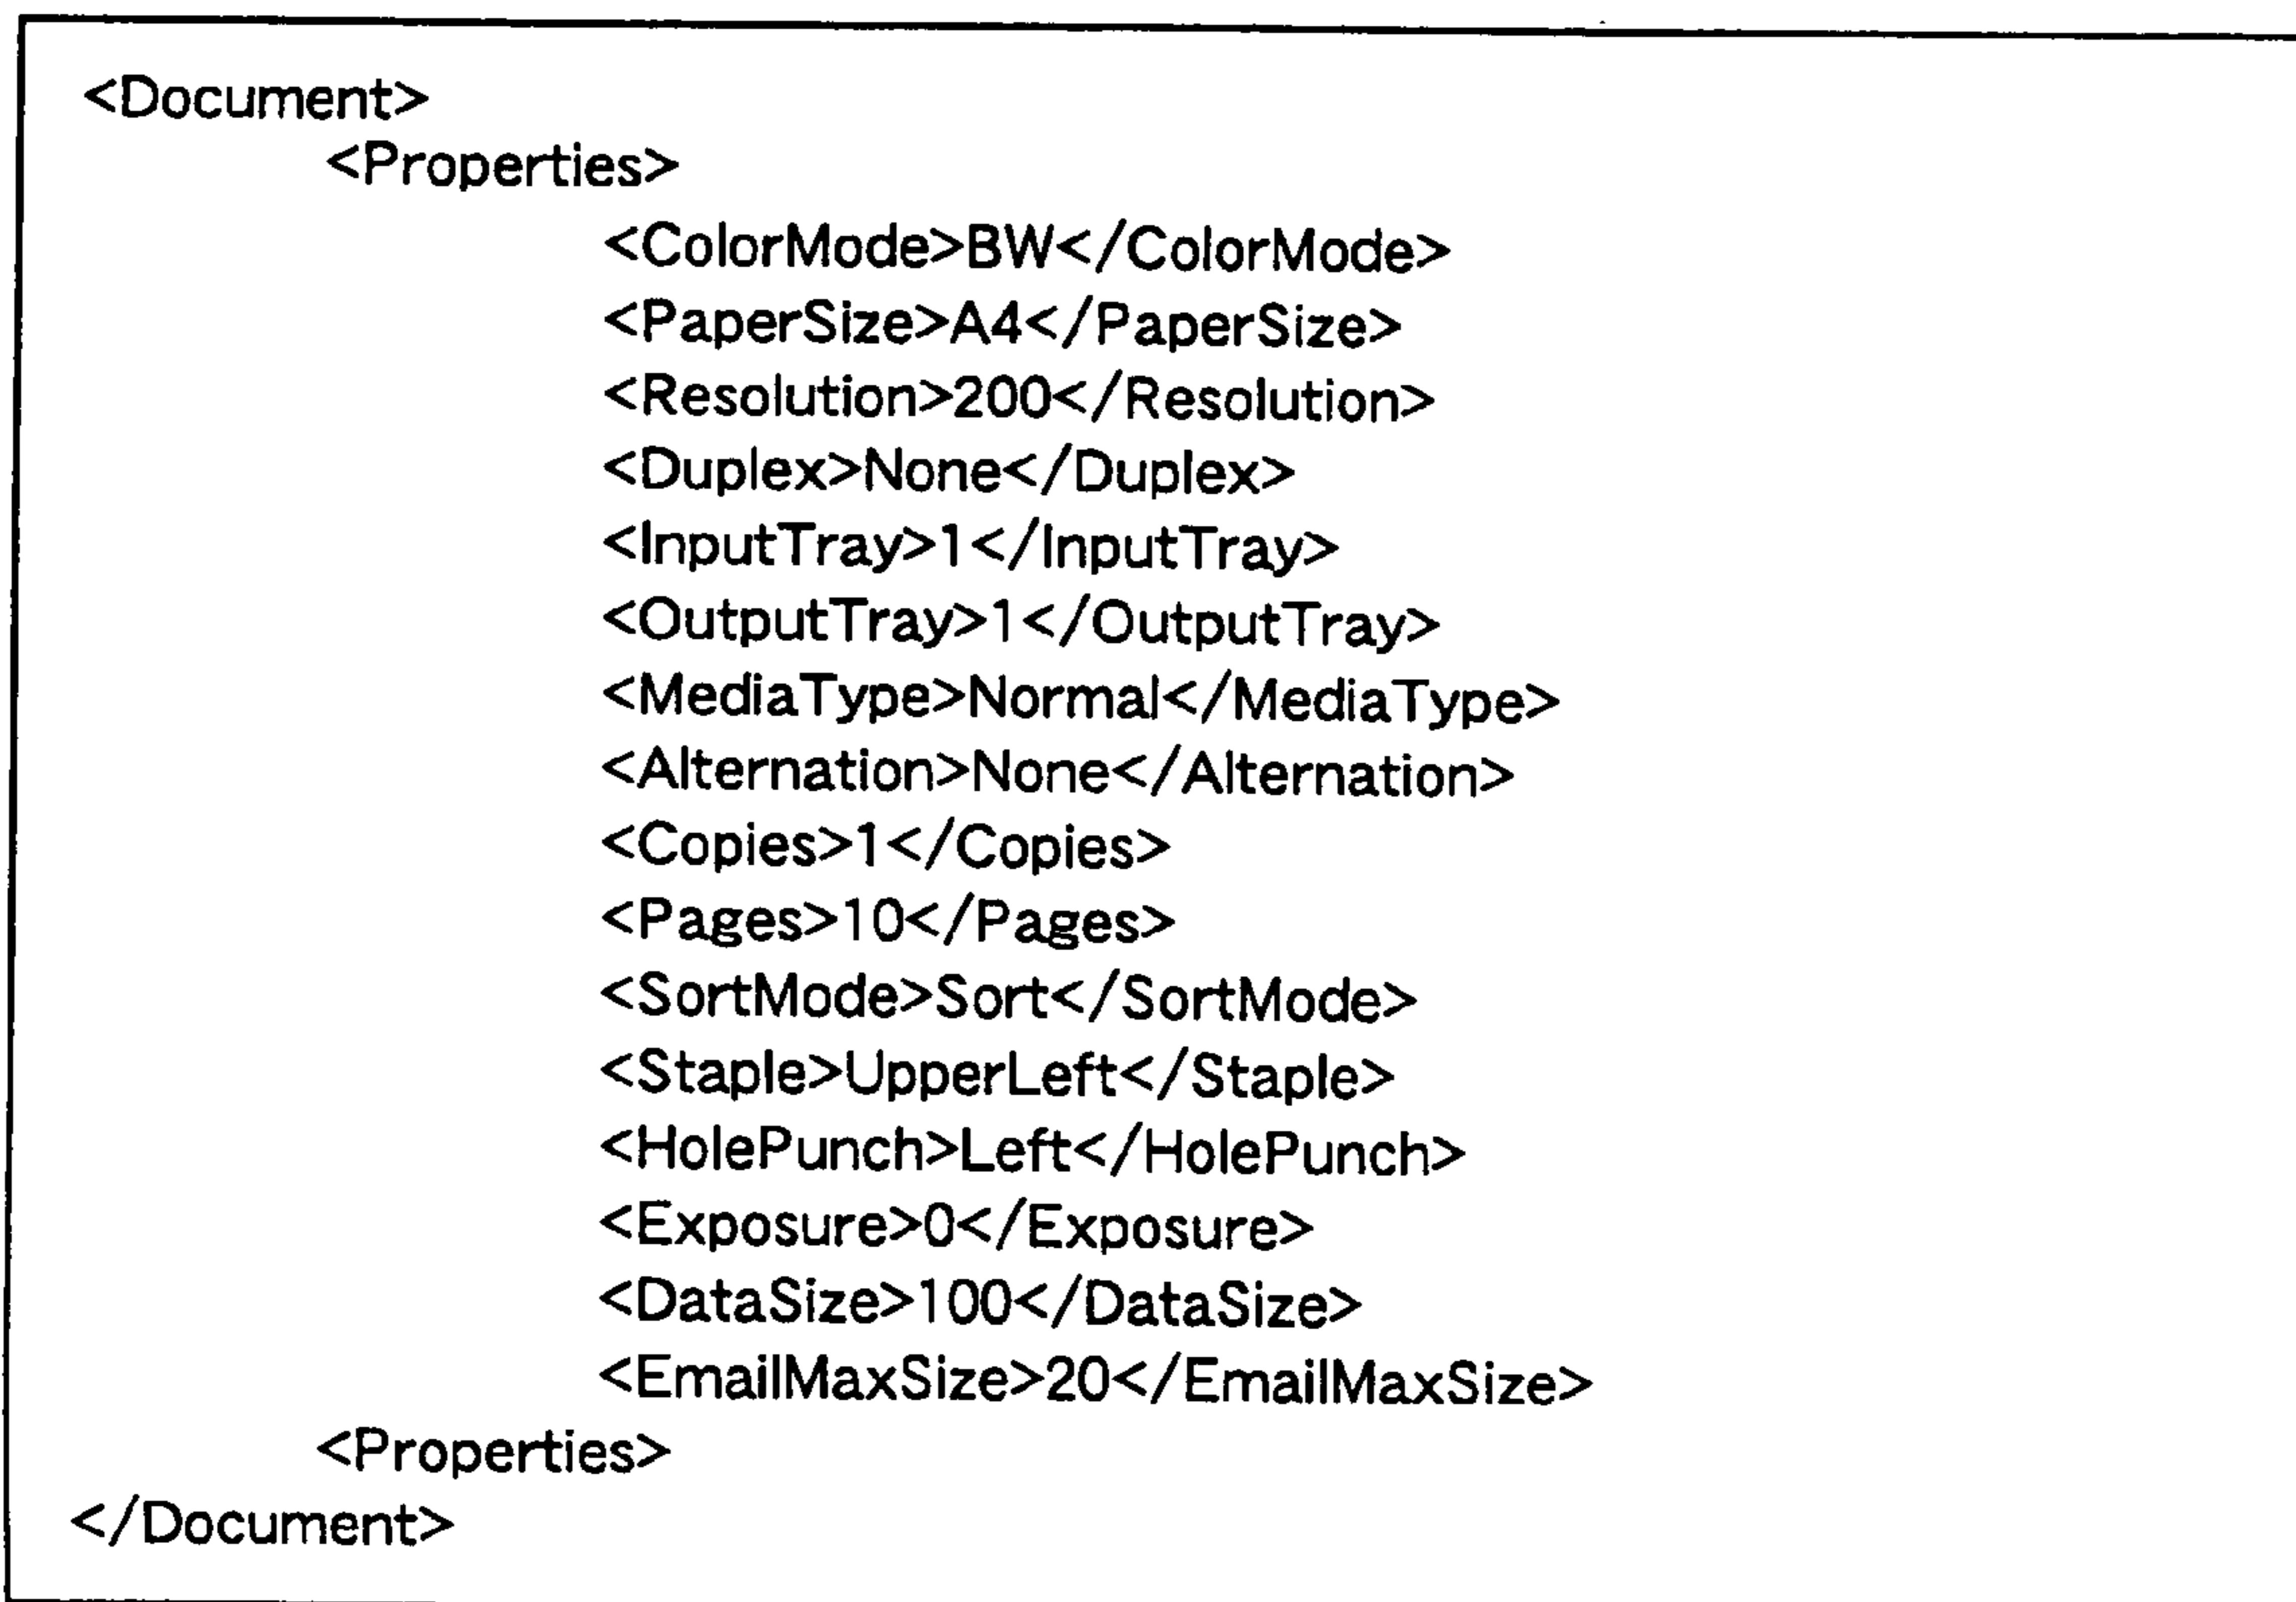 <Document>
<Properties>
<ColorMode>BW</ColorMode>
<PaperSize>A4</PaperSize>
<Resolution>200</Resolution>
<Duplex>None</Duplex>
<InputTray>1</InputTray>
<OutputTray>1</OutputTray>
<MediaType>Normal</MediaType>
<Alternation>None</Alternation>
<Copies>1</Copies>
<Pages>10</Pages>
<SortMode>Sort</SortMode>
<Staple>UpperLeft</Staple>
<HolePunch>Left</HolePunch>
<Exposure>0</Exposure>
<DataSize>100</DataSize>
<EmailMaxSize>20</EmailMaxSize>
<Properties>
</Document>